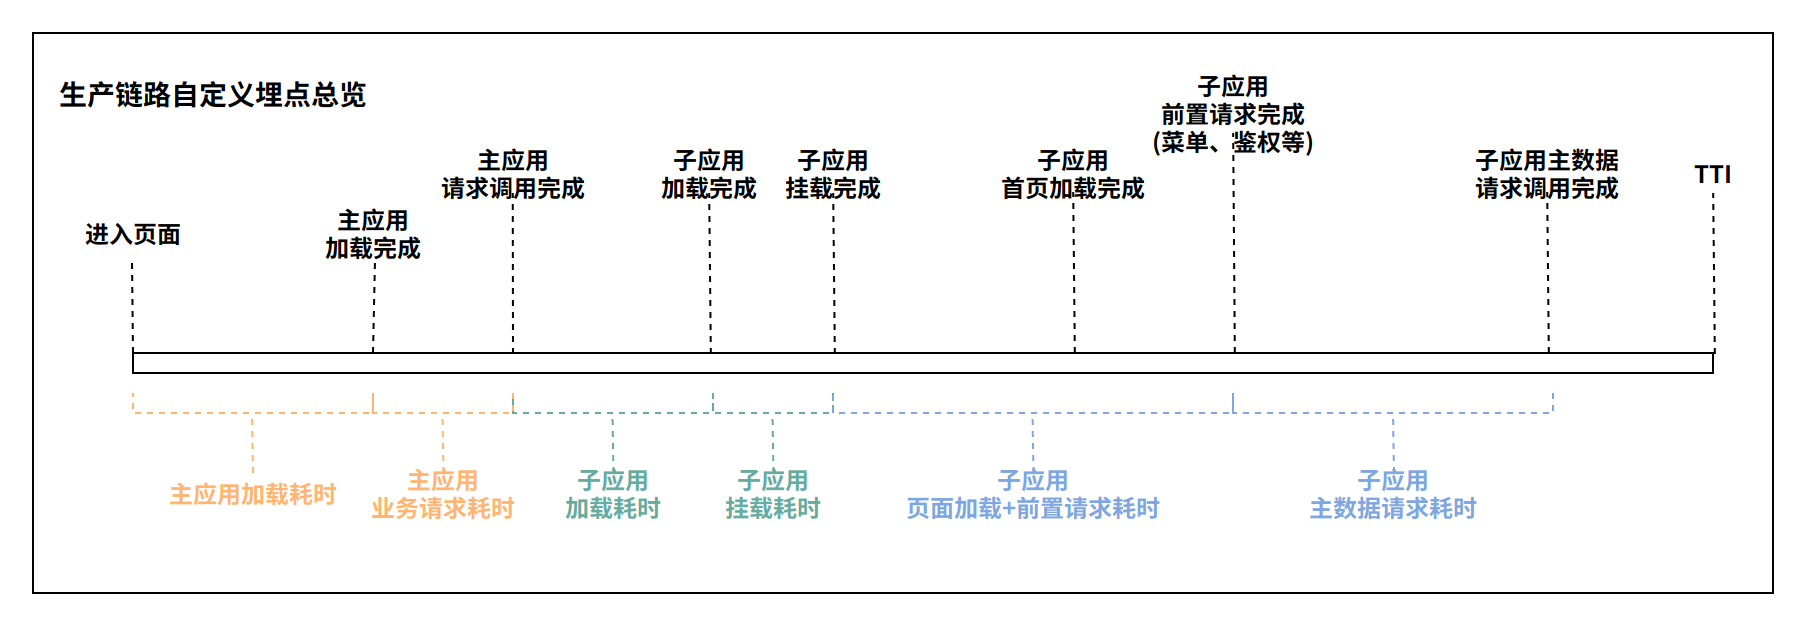 生产链路自定义埋点总览
进入页面
主应用
加载完成
主应用
请求调用完成
子应用
加载完成
子应用
挂载完成
子应用
首页加载完成
子应用
前置请求完成
(菜单、鉴权等)
子应用主数据
请求调用完成
TTI
主应用加载耗时
主应用
业务请求耗时
子应用
加载耗时
子应用
挂载耗时
子应用
页面加载+前置请求耗时
子应用
主数据请求耗时